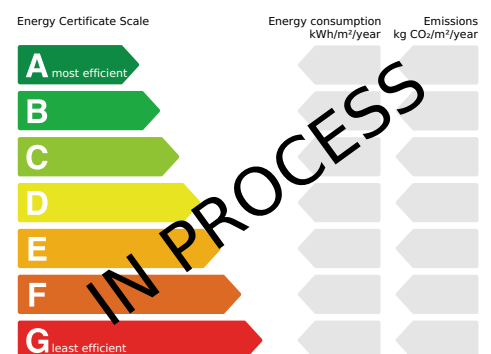 Energy Certificate Scale
Energy consumption
kWh/m²/year
Emissions
kg CO₂/m²/year
A most efficient
B
C
D
E
F
G least efficient
IN PROCESS